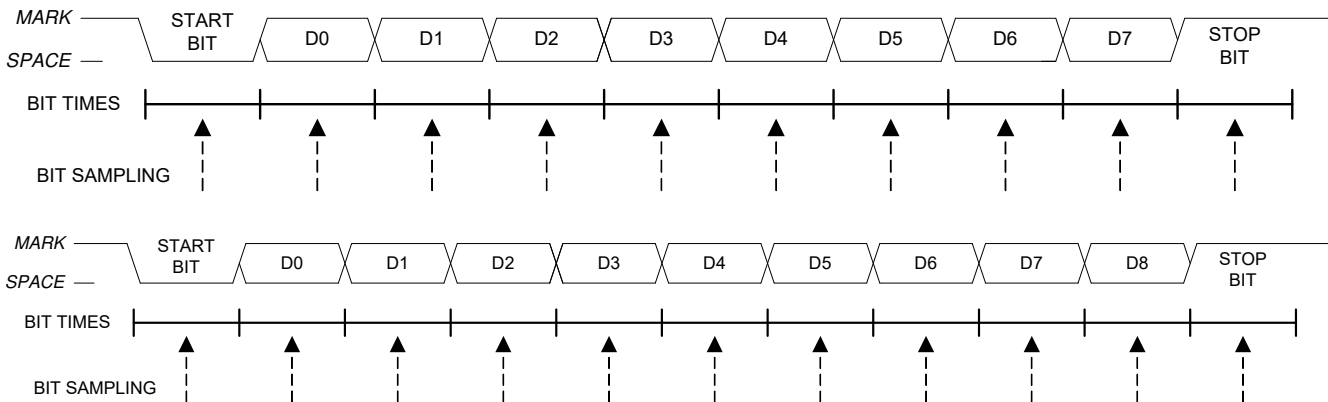 MARK
START BIT
D0 D1 D2 D3 D4 D5 D6 D7
STOP BIT
SPACE
BIT TIMES
BIT SAMPLING
MARK
START BIT
D0 D1 D2 D3 D4 D5 D6 D7 D8
STOP BIT
SPACE
BIT TIMES
BIT SAMPLING